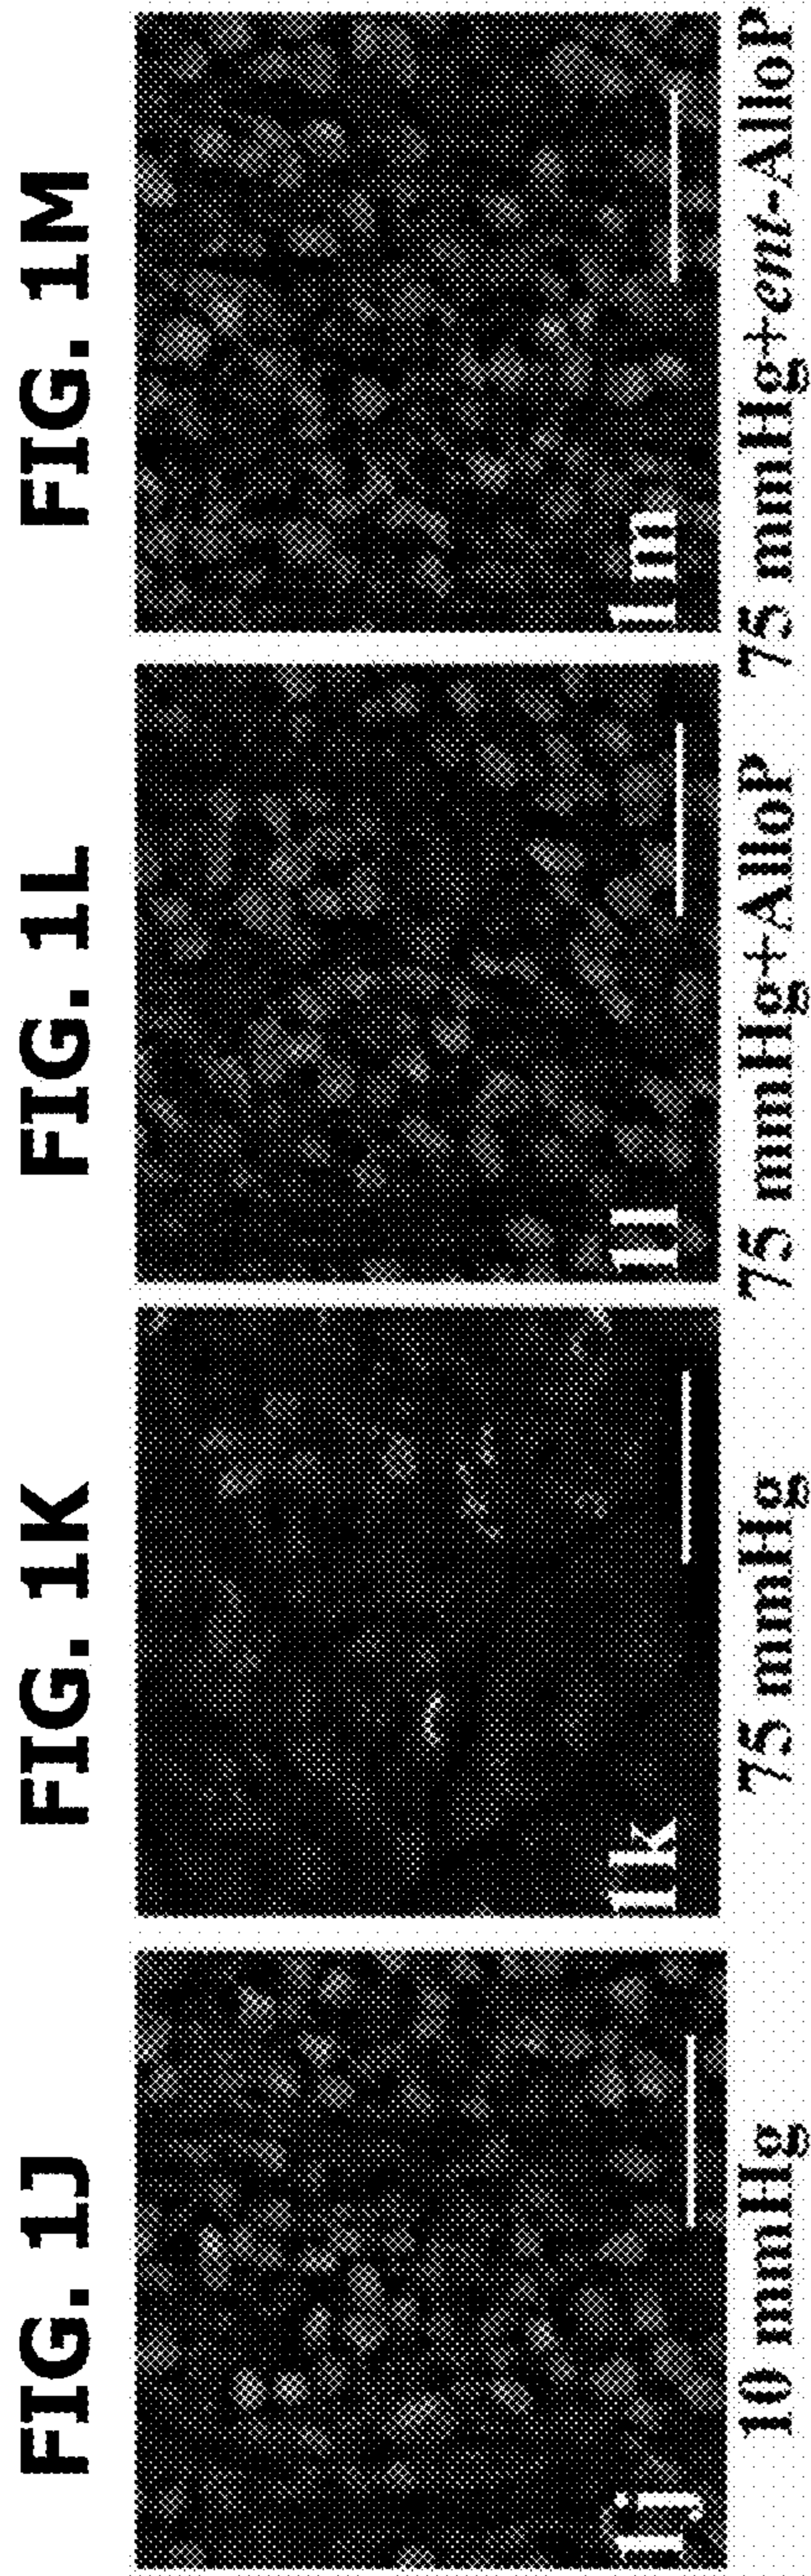 FIG. 1J
1j
10 mmHg
FIG. 1K
1k
75 mmHg
FIG. 1L
1l
75 mmHg+AlloP
FIG. 1M
1m
75 mmHg+ent-AlloP